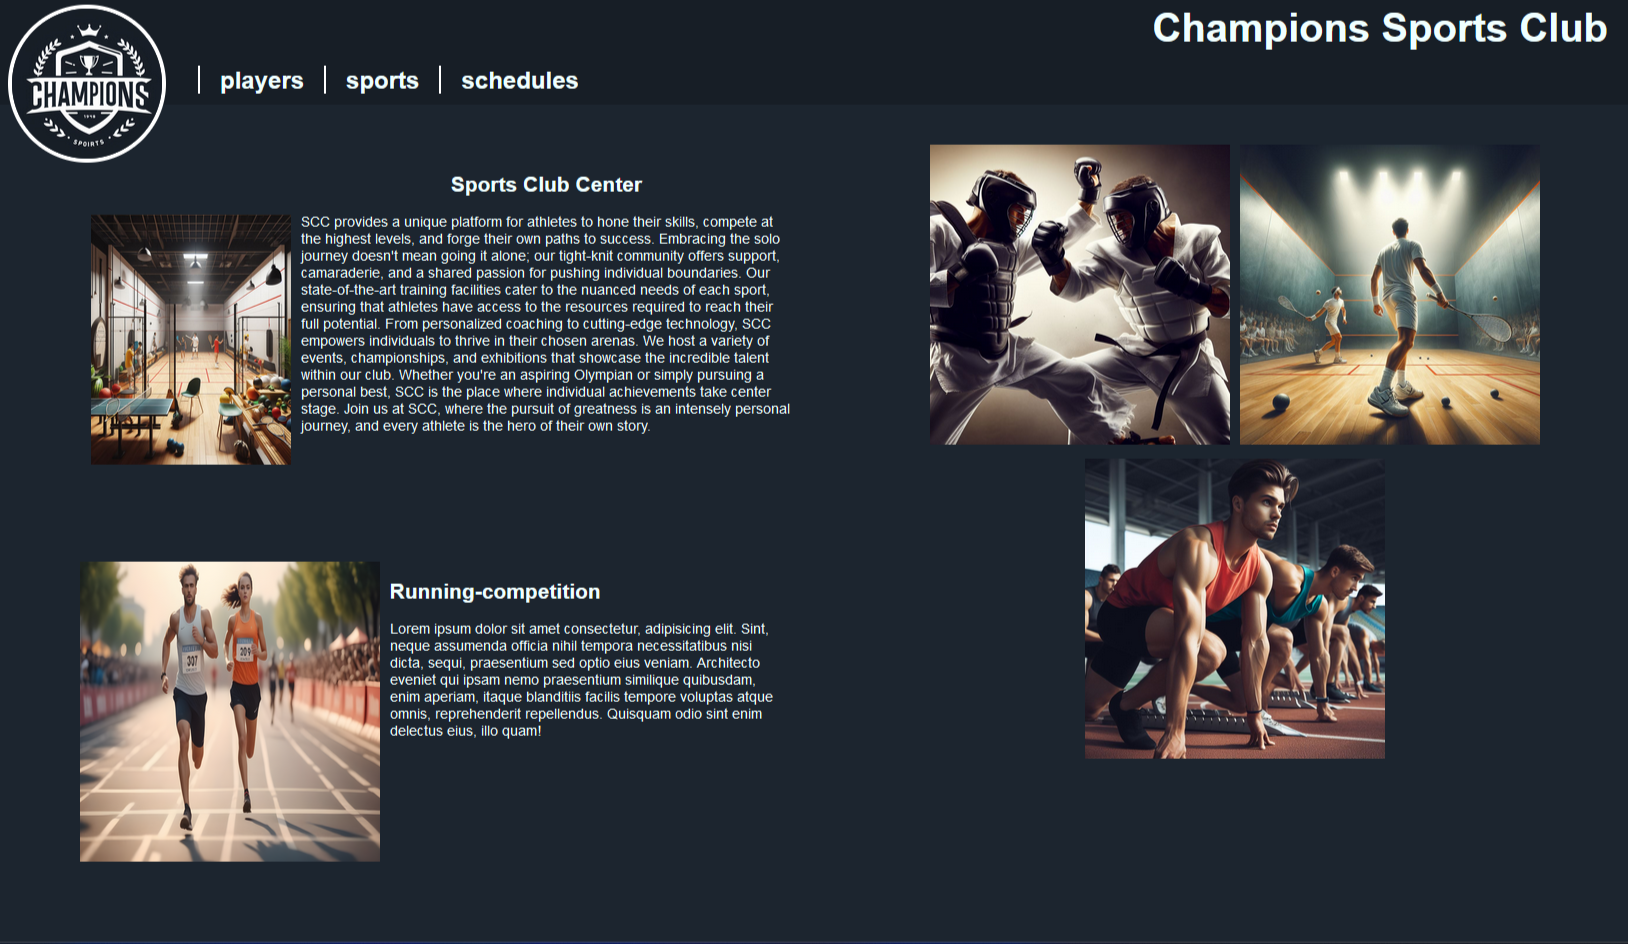 Champions Sports Club
CHAMPIONS
1998
SPOIRTS
players
sports
schedules
Sports Club Center
SCC provides a unique platform for athletes to hone their skills, compete at
the highest levels, and forge their own paths to success. Embracing the solo
journey doesn't mean going it alone; our tight-knit community offers support,
camaraderie, and a shared passion for pushing individual boundaries. Our
state-of-the-art training facilities cater to the nuanced needs of each sport,
ensuring that athletes have access to the resources required to reach their
full potential. From personalized coaching to cutting-edge technology, SCC
empowers individuals to thrive in their chosen arenas. We host a variety of
events, championships, and exhibitions that showcase the incredible talent
within our club. Whether you're an aspiring Olympian or simply pursuing a
personal best, SCC is the place where individual achievements take center
stage. Join us at SCC, where the pursuit of greatness is an intensely personal
journey, and every athlete is the hero of their own story.
Running-competition
Lorem ipsum dolor sit amet consectetur, adipisicing elit. Sint,
neque assumenda officia nihil tempora necessitatibus nisi
dicta, sequi, praesentium sed optio eius veniam. Architecto
eveniet qui ipsam nemo praesentium similique quibusdam,
enim aperiam, itaque blanditiis facilis tempore voluptas atque
omnis, reprehenderit repellendus. Quisquam odio sint enim
delectus eius, illo quam!
307
209